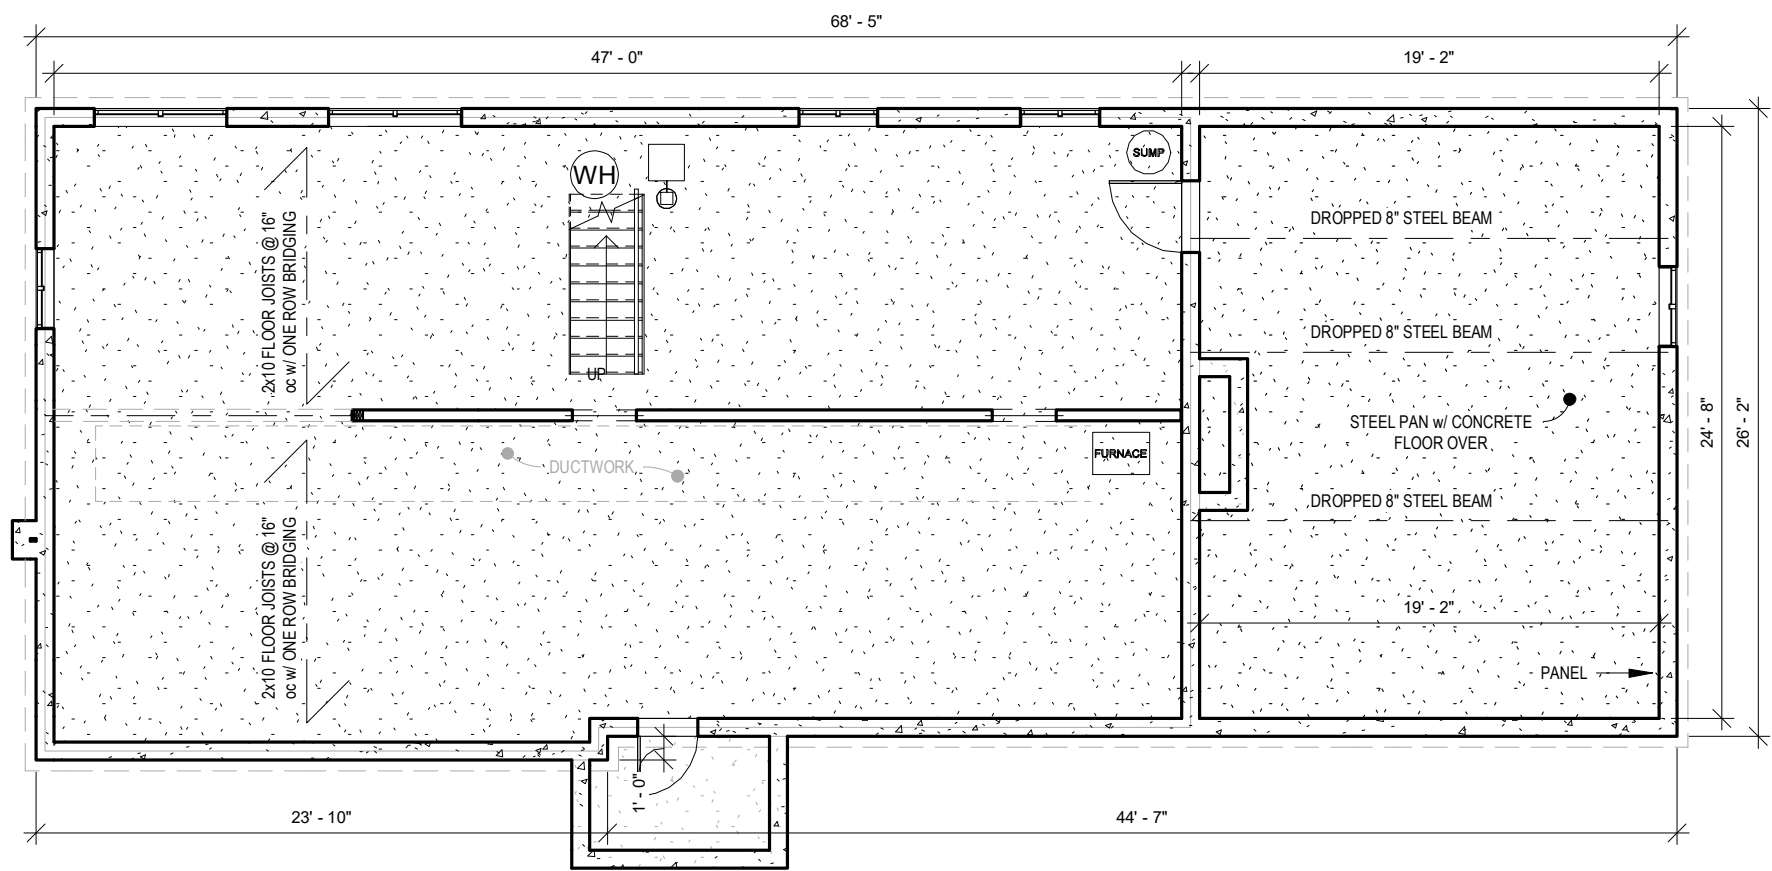 68' - 5"
47' - 0"
19' - 2"
SUMP
WH
2x10 FLOOR JOISTS @ 16"
oc w/ ONE ROW BRIDGING
DROPPED 8" STEEL BEAM
DROPPED 8" STEEL BEAM
UP
STEEL PAN w/ CONCRETE
FLOOR OVER
24' - 8"
26' - 2"
FURNACE
DUCTWORK
DROPPED 8" STEEL BEAM
2x10 FLOOR JOISTS @ 16"
oc w/ ONE ROW BRIDGING
19' - 2"
PANEL
1' - 0"
23' - 10"
44' - 7"